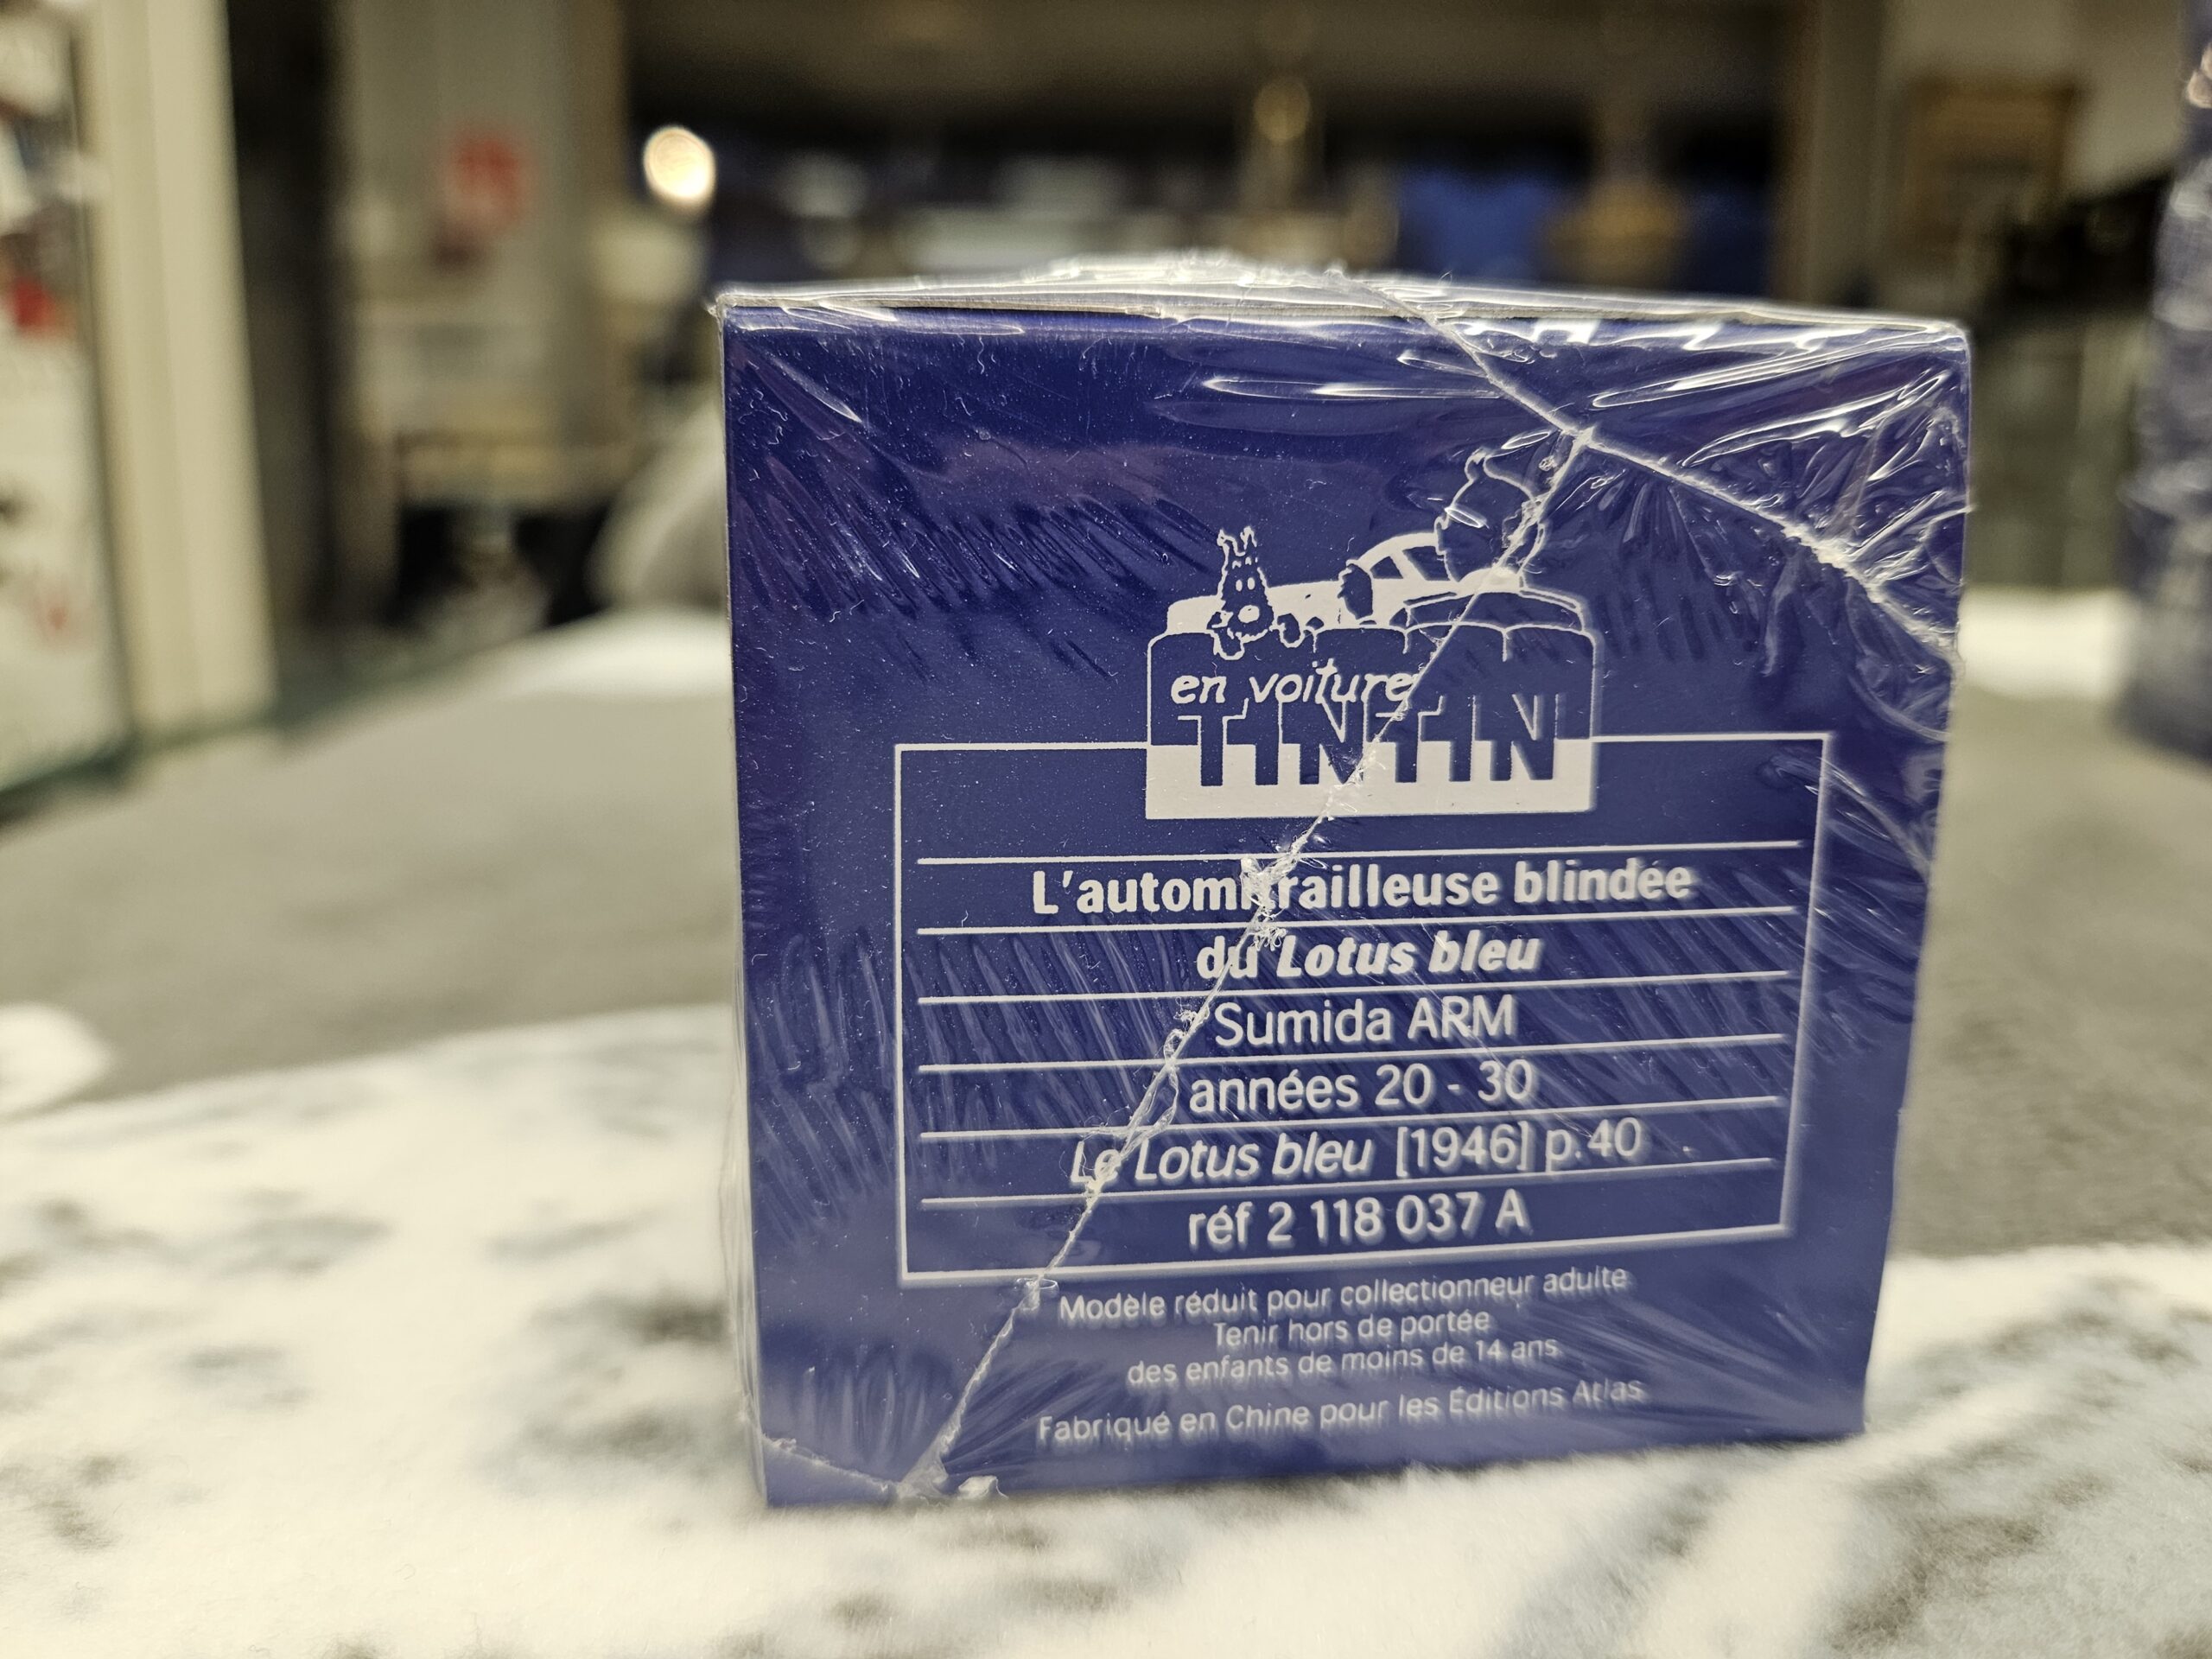 en voiture
TINTIN
L'automitrailleuse blindée
du Lotus bleu
Sumida ARM
années 20 - 30
Le Lotus bleu [1946] p.40
réf 2 118 037 A
Modèle réduit pour collectionneur adulte
Tenir hors de portée
des enfants de moins de 14 ans
Fabriqué en Chine pour les Éditions Atlas